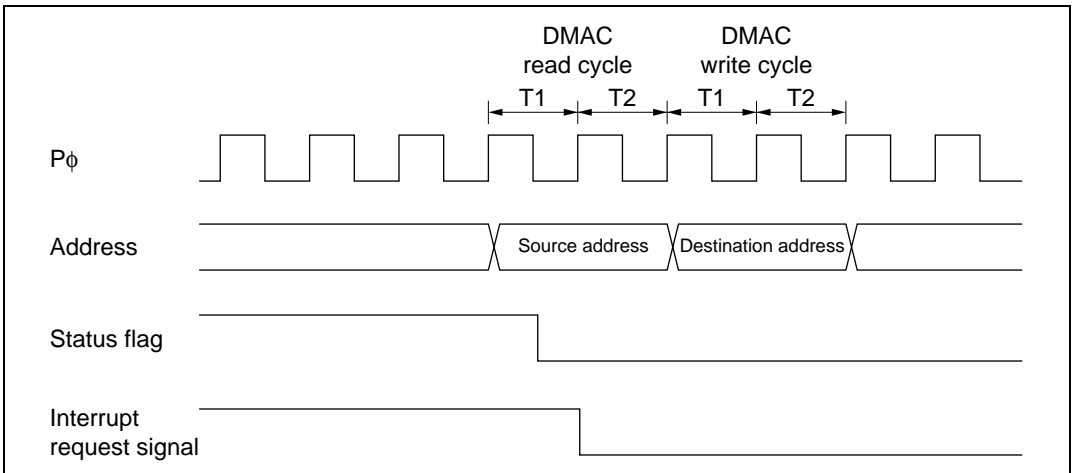 DMAC DMAC
read cycle write cycle
T1 T2 T1 T2
Pϕ
Address Source address Destination address
Status flag
Interrupt
request signal